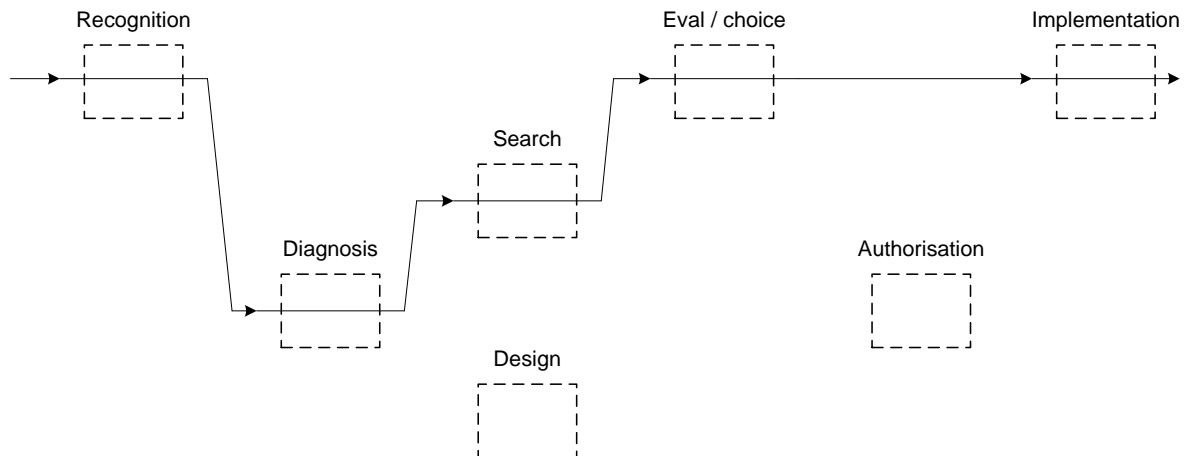 Recognition
Eval / choice
Implementation
Search
Diagnosis
Authorisation
Design